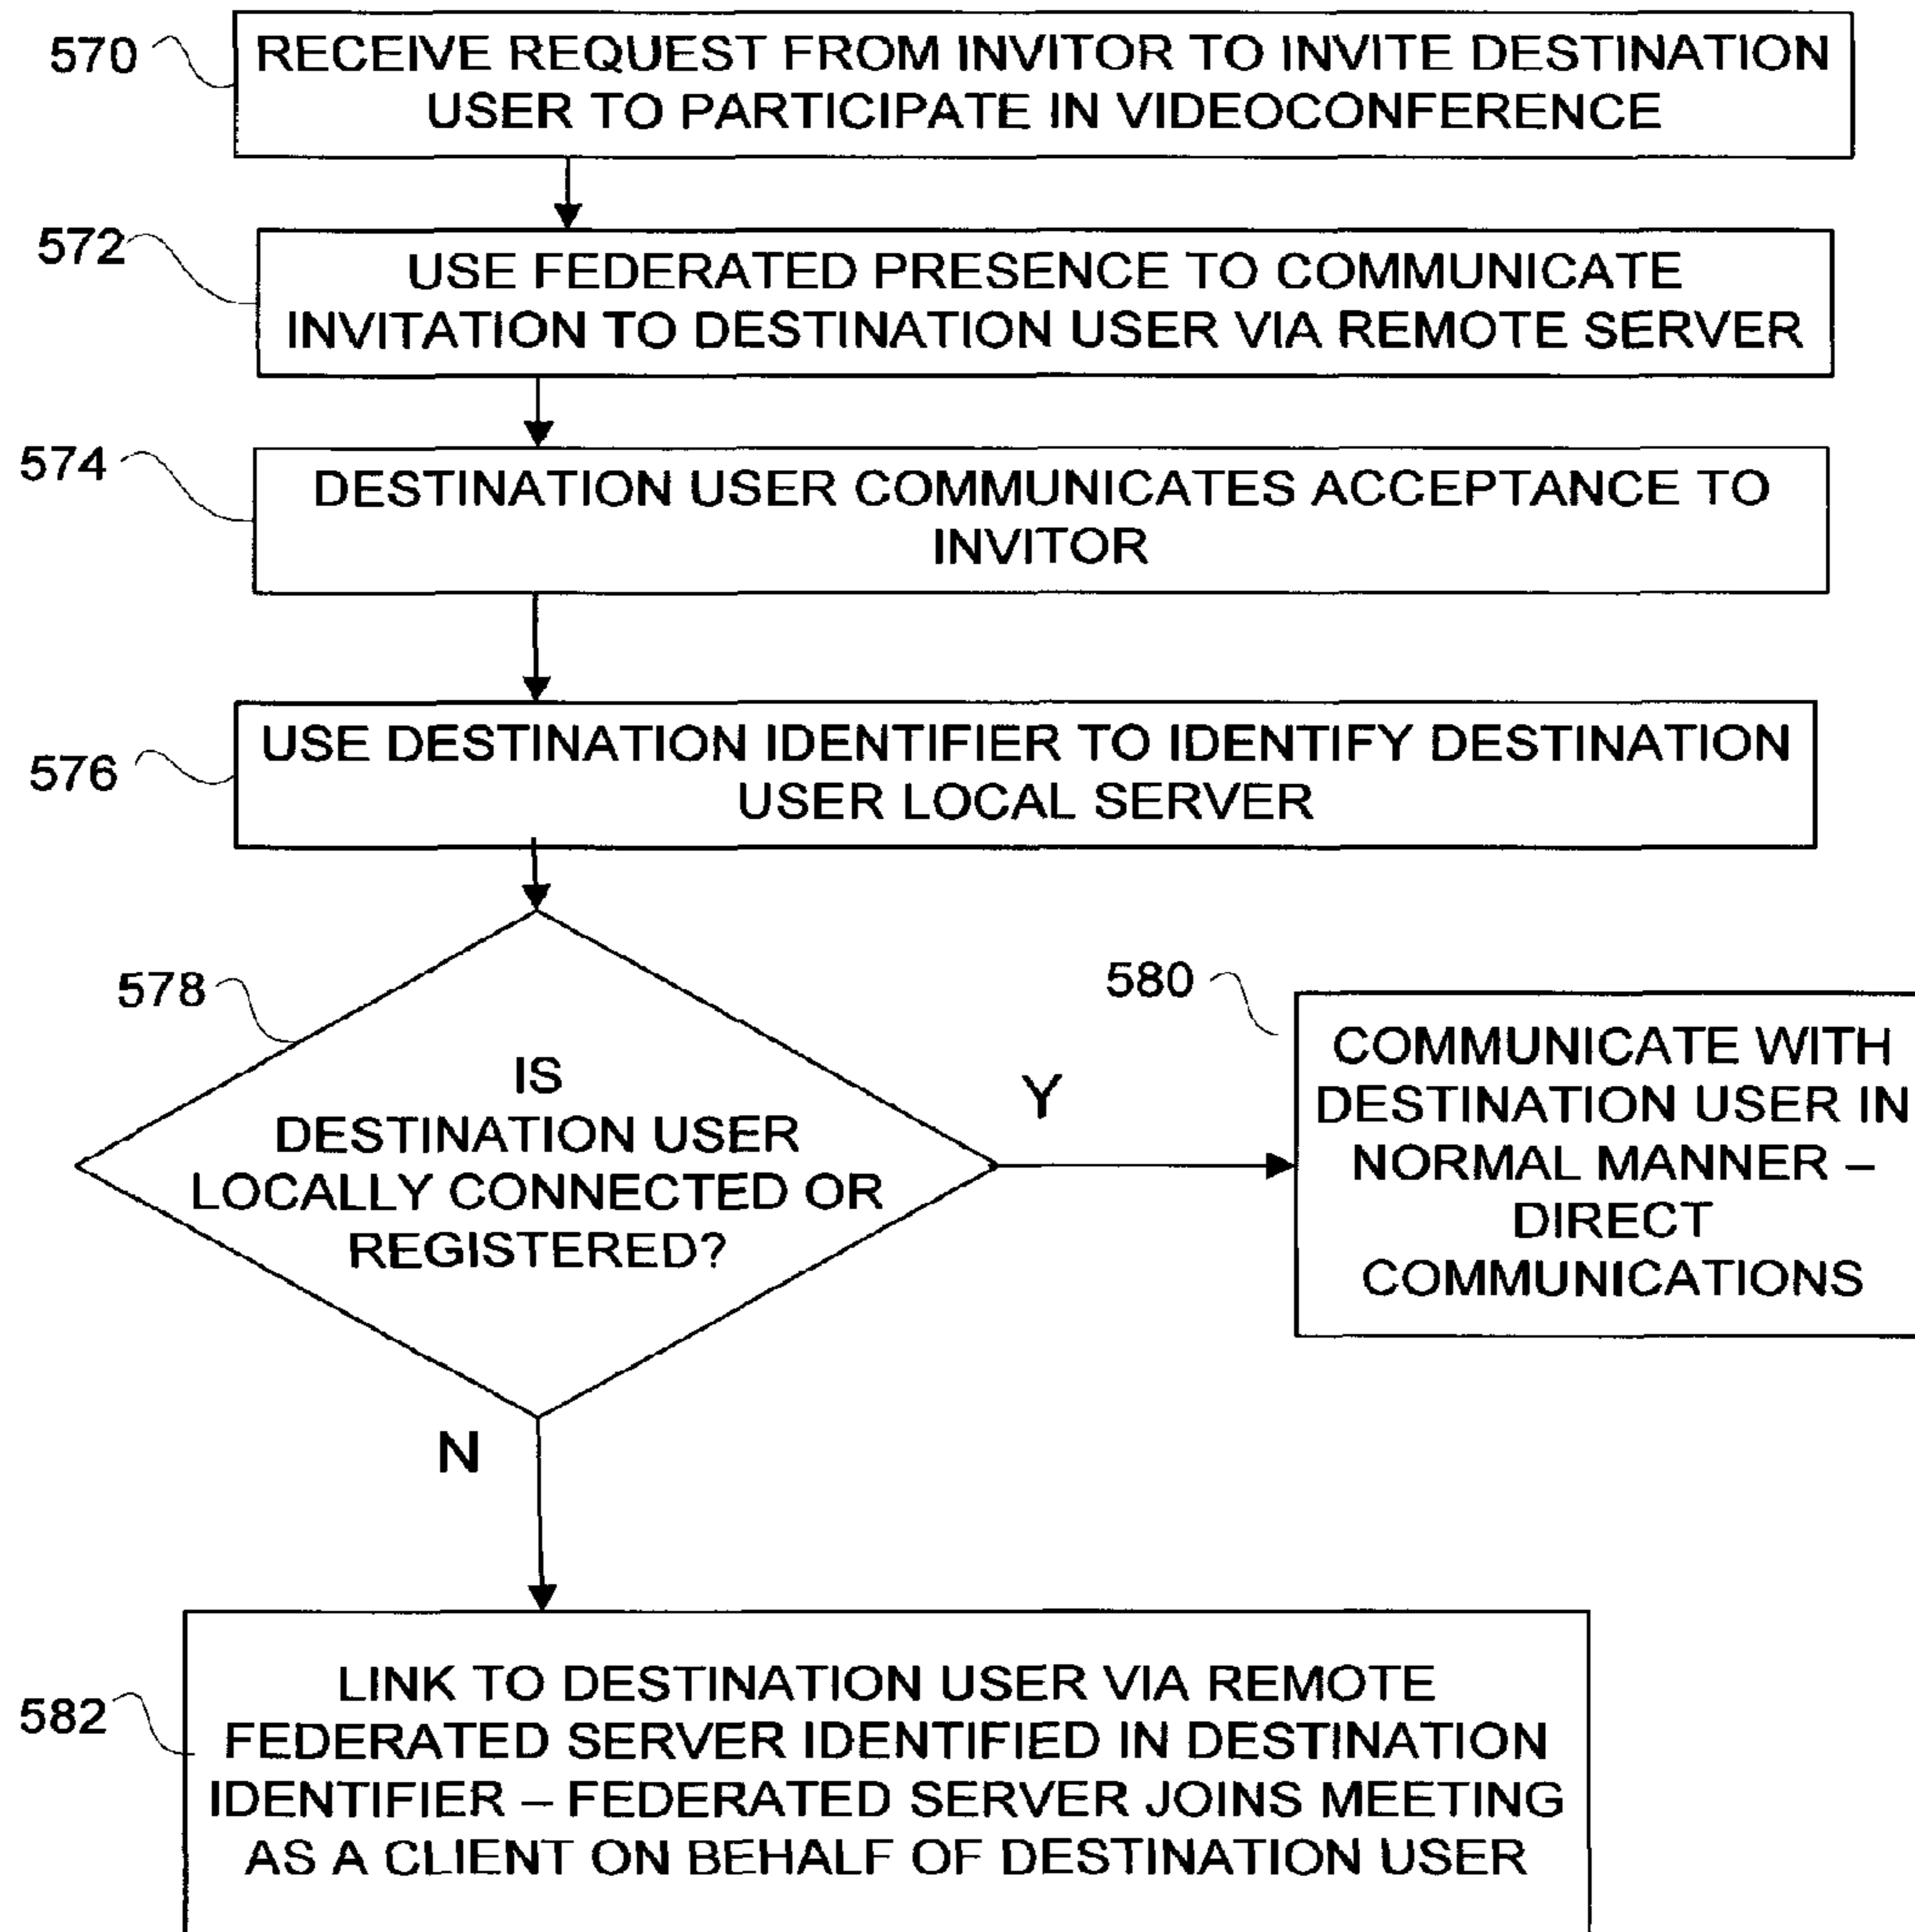 570
RECEIVE REQUEST FROM INVITOR TO INVITE DESTINATION
USER TO PARTICIPATE IN VIDEOCONFERENCE
572
USE FEDERATED PRESENCE TO COMMUNICATE
INVITATION TO DESTINATION USER VIA REMOTE SERVER
574
DESTINATION USER COMMUNICATES ACCEPTANCE TO
INVITOR
576
USE DESTINATION IDENTIFIER TO IDENTIFY DESTINATION
USER LOCAL SERVER
578
IS
DESTINATION USER
LOCALLY CONNECTED OR
REGISTERED?
Y
580
COMMUNICATE WITH
DESTINATION USER IN
NORMAL MANNER –
DIRECT
COMMUNICATIONS
N
582
LINK TO DESTINATION USER VIA REMOTE
FEDERATED SERVER IDENTIFIED IN DESTINATION
IDENTIFIER – FEDERATED SERVER JOINS MEETING
AS A CLIENT ON BEHALF OF DESTINATION USER